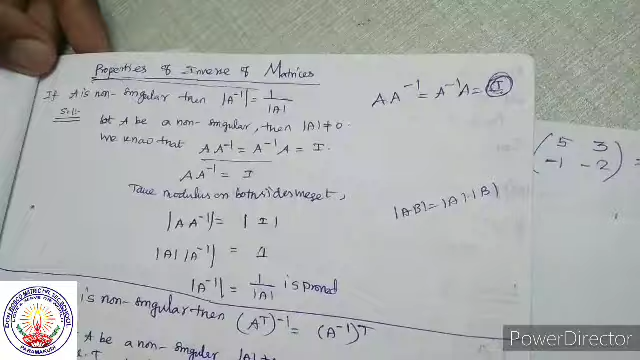 Properties of Inverse of Matrices
If A is non-singular then |A⁻¹| = 1/|A|
AA⁻¹ = A⁻¹A = I
Soln:
let A be a non-singular, then |A| ≠ 0.
We know that AA⁻¹ = A⁻¹A = I.
AA⁻¹ = I
Take modulus on both sides we get,
|AA⁻¹| = |I|
|AB| = |A|·|B|
|A| |A⁻¹| = 1
|A⁻¹| = 1/|A| is proved
is non-singular then (AT)⁻¹ = (A⁻¹)T
A be a non-singular |A| ≠
5 3
-1 -2 =
Recorded with
POWERDIRECTOR